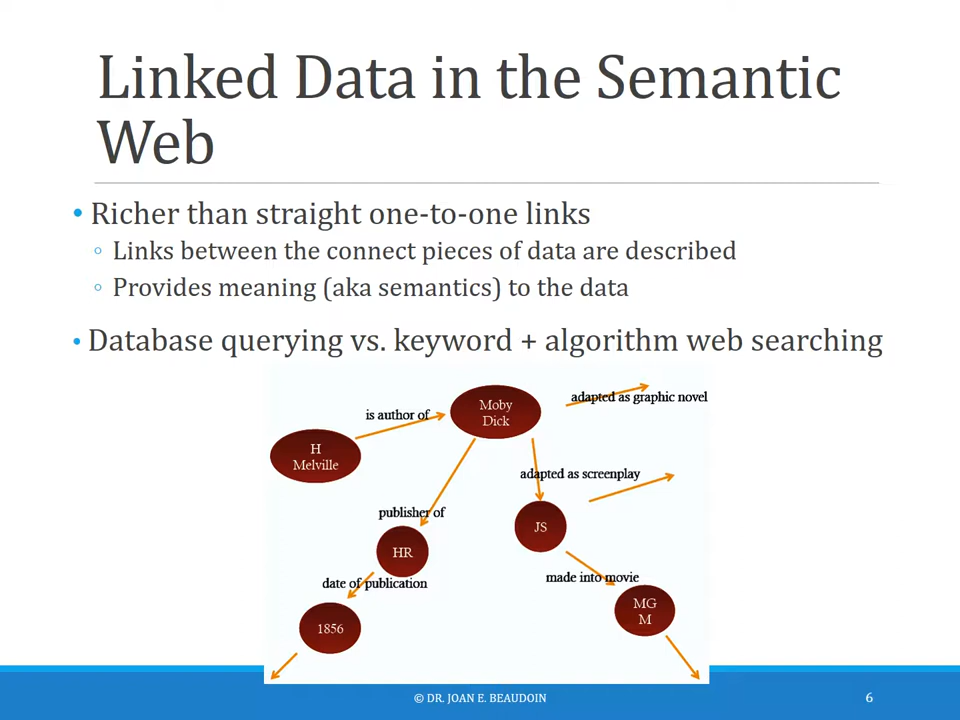 Linked Data in the Semantic
Web
• Richer than straight one-to-one links
◦ Links between the connect pieces of data are described
◦ Provides meaning (aka semantics) to the data
• Database querying vs. keyword + algorithm web searching
Moby
Dick
adapted as graphic novel
is author of
H
Melville
adapted as screenplay
publisher of
JS
HR
made into movie
date of publication
MG
M
1856
© DR. JOAN E. BEAUDOIN
6